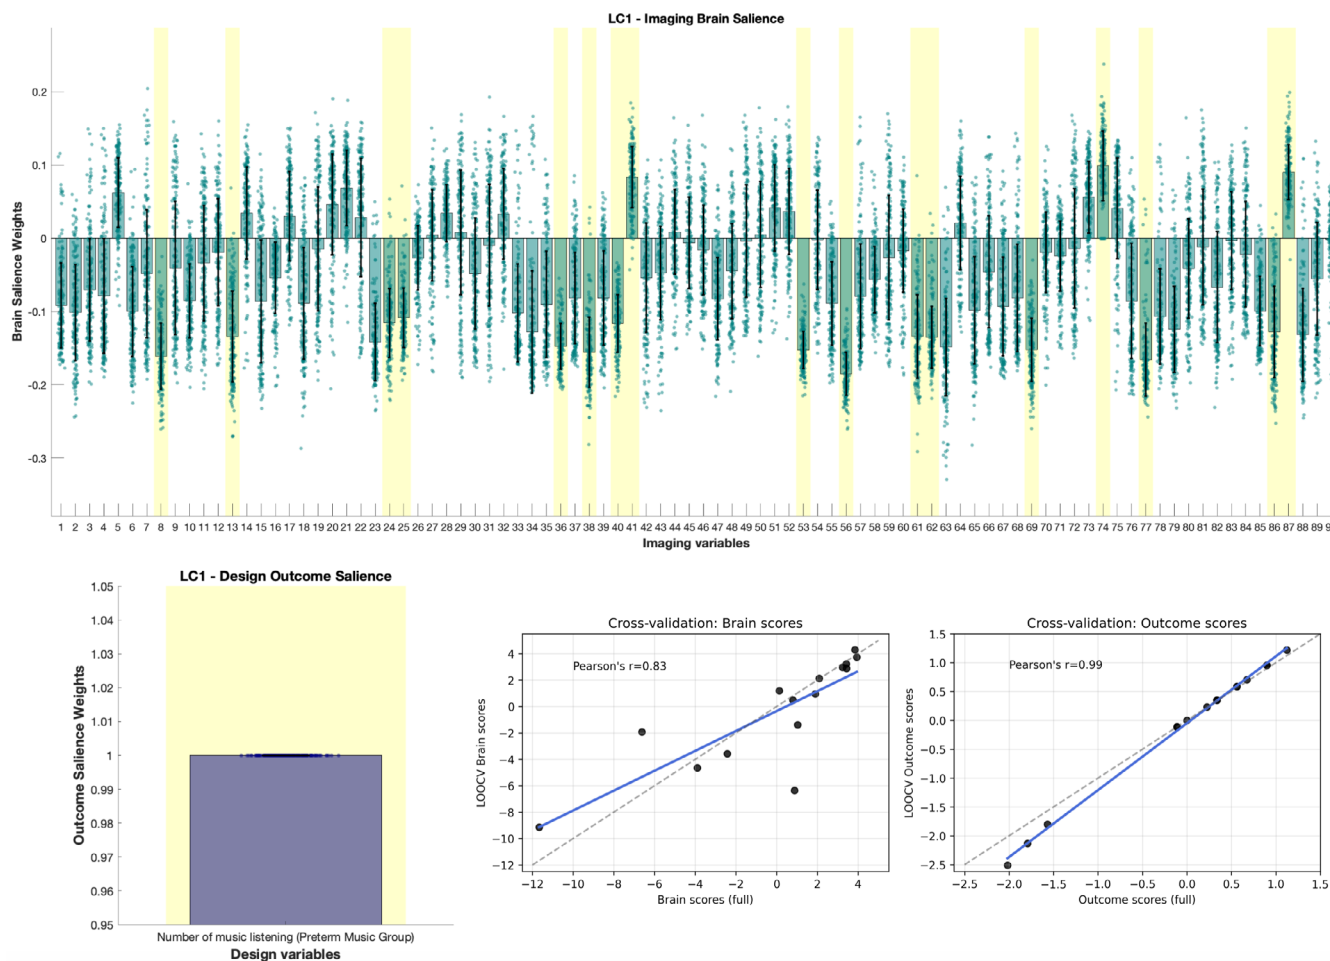 LC1 - Imaging Brain Salience
Brain Salience Weights
0.2
0.1
0
-0.1
-0.2
-0.3
1 2 3 4 5 6 7 8 9 10 11 12 13 14 15 16 17 18 19 20 21 22 23 24 25 26 27 28 29 30 31 32 33 34 35 36 37 38 39 40 41 42 43 44 45 46 47 48 49 50 51 52 53 54 55 56 57 58 59 60 61 62 63 64 65 66 67 68 69 70 71 72 73 74 75 76 77 78 79 80 81 82 83 84 85 86 87 88 89 9
Imaging variables
LC1 - Design Outcome Salience
Outcome Salience Weights
1.05
1.04
1.03
1.02
1.01
1
0.99
0.98
0.97
0.96
0.95
Number of music listening (Preterm Music Group)
Design variables
Cross-validation: Brain scores
Pearson's r=0.83
LOOCV Brain scores
4
2
0
−2
−4
−6
−8
−10
−12
−12 −10 −8 −6 −4 −2 0 2 4
Brain scores (full)
Cross-validation: Outcome scores
Pearson's r=0.99
LOOCV Outcome scores
1.5
1.0
0.5
0.0
−0.5
−1.0
−1.5
−2.0
−2.5
−2.5 −2.0 −1.5 −1.0 −0.5 0.0 0.5 1.0 1.5
Outcome scores (full)